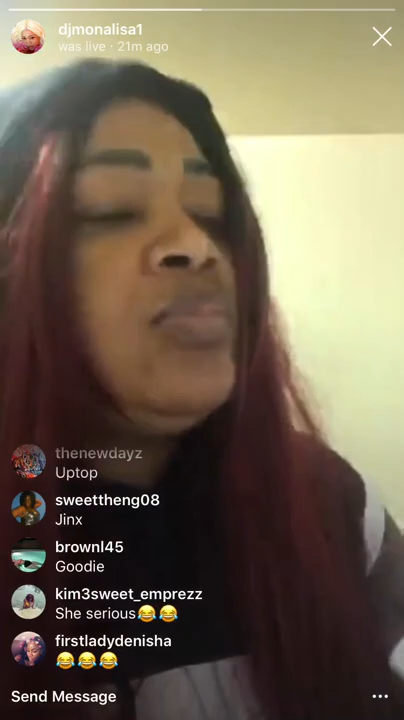 djmonalisa1
was live · 21m ago
thenewdayz
Uptop
sweettheng08
Jinx
brownl45
Goodie
kim3sweet_emprezz
She serious😂😂
firstladydenisha
😂😂😂
Send Message